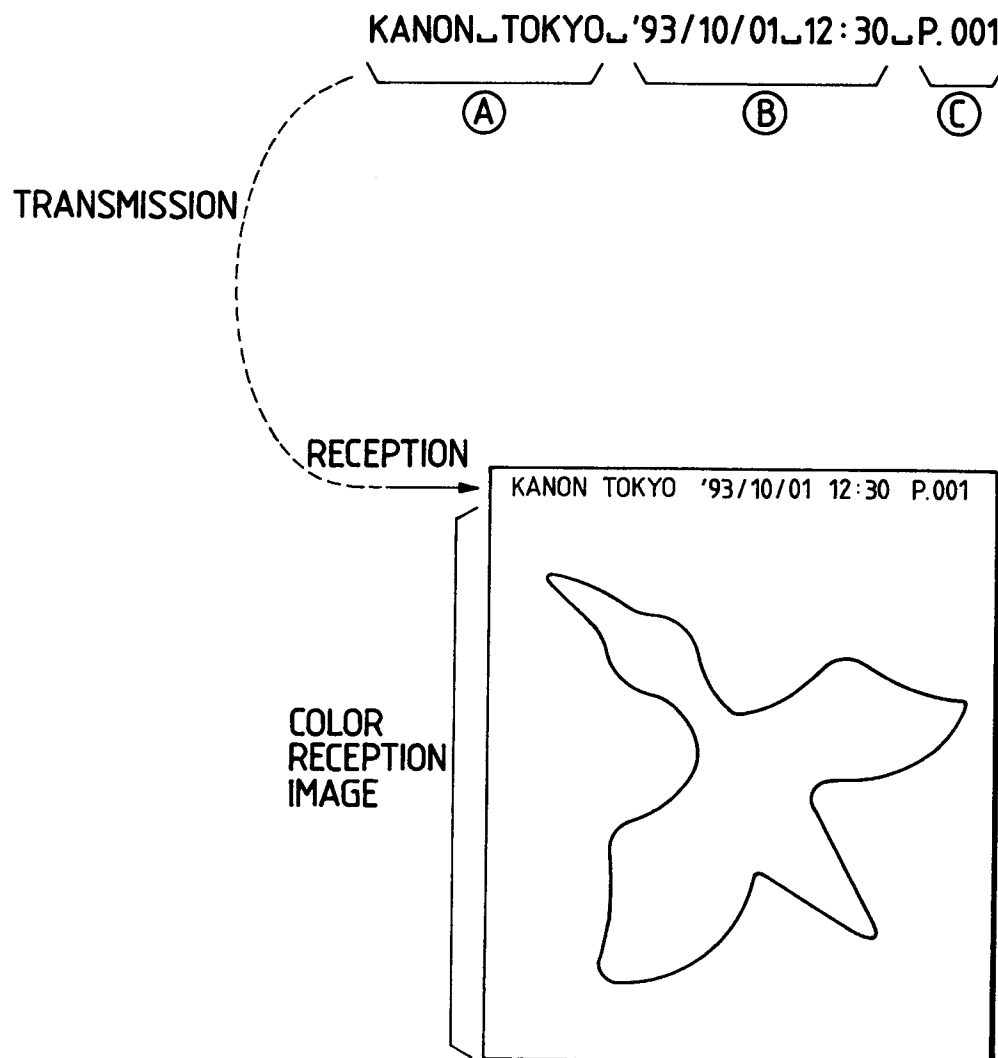 KANON␣TOKYO␣'93/10/01␣12:30␣P.001
Ⓐ Ⓑ Ⓒ
TRANSMISSION
RECEPTION
KANON TOKYO '93/10/01 12:30 P.001
COLOR
RECEPTION
IMAGE